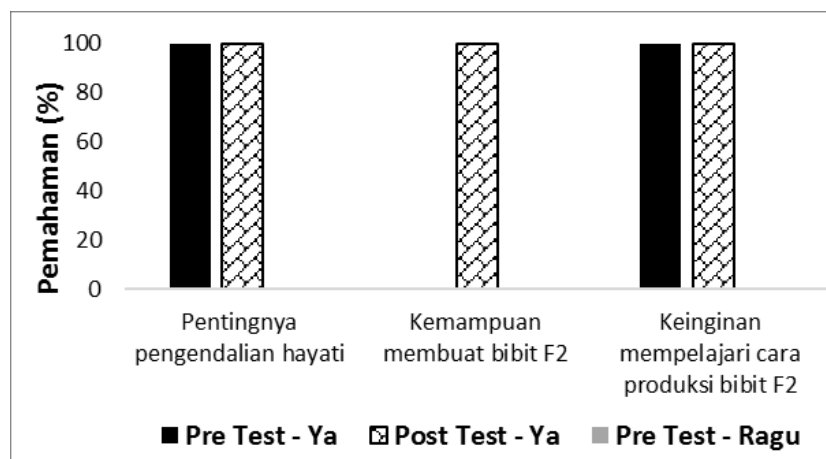 Pemahaman (%)
100
80
60
40
20
0
Pentingnya
pengendalian hayati
Kemampuan
membuat bibit F2
Keinginan
mempelajari cara
produksi bibit F2
Pre Test - Ya Post Test - Ya Pre Test - Ragu